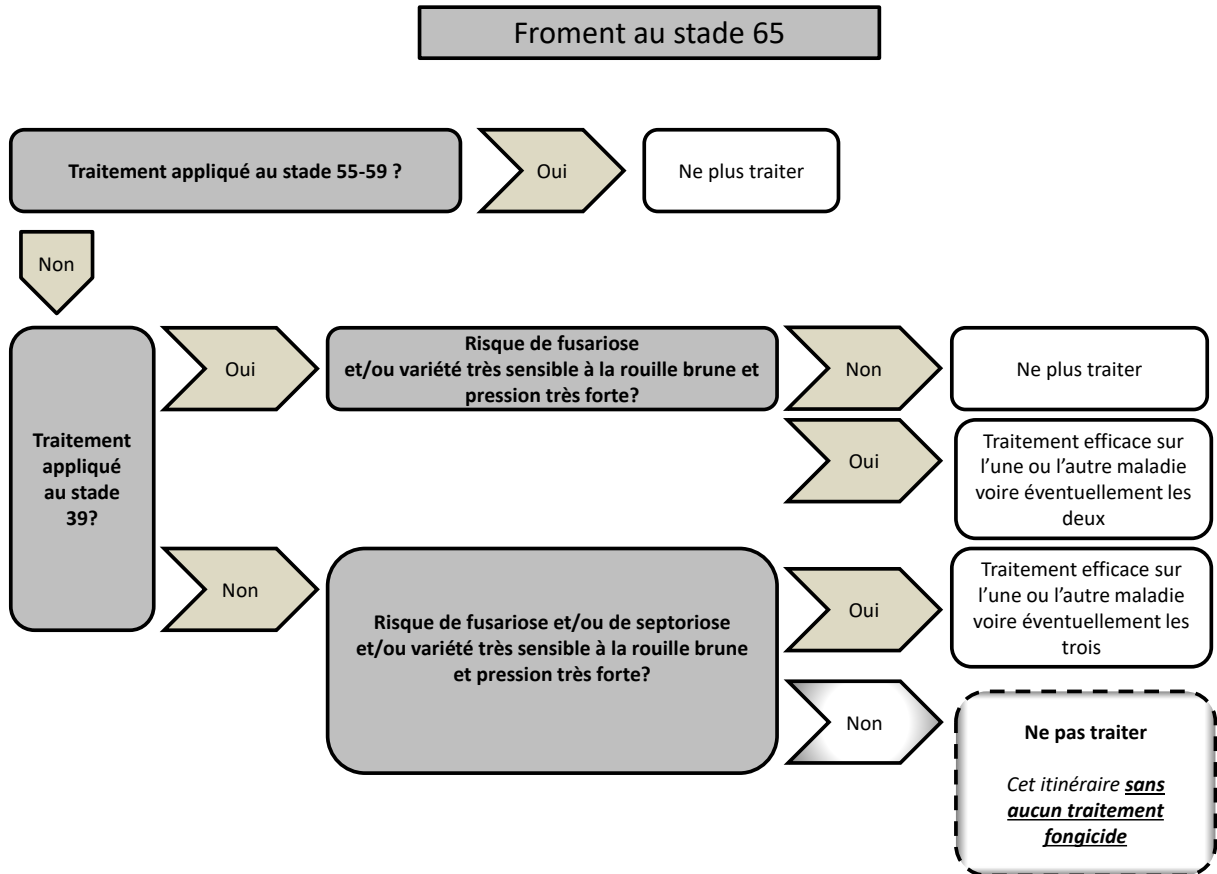 Froment au stade 65
Traitement appliqué au stade 55-59 ?
Oui
Ne plus traiter
Non
Traitement
appliqué
au stade
39?
Oui
Risque de fusariose
et/ou variété très sensible à la rouille brune et
pression très forte?
Non
Ne plus traiter
Oui
Traitement efficace sur
l’une ou l’autre maladie
voire éventuellement les
deux
Non
Risque de fusariose et/ou de septoriose
et/ou variété très sensible à la rouille brune
et pression très forte?
Oui
Traitement efficace sur
l’une ou l’autre maladie
voire éventuellement les
trois
Non
Ne pas traiter
Cet itinéraire sans
aucun traitement
fongicide